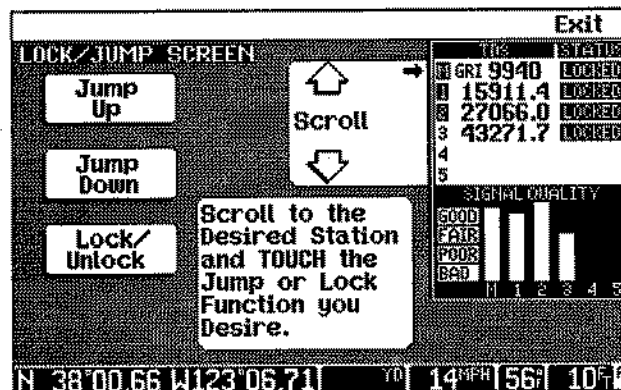 Exit
LOCK/JUMP SCREEN
Jump
Up
Jump
Down
Lock/
Unlock
Scroll
Scroll to the
Desired Station
and TOUCH the
Jump or Lock
Function you
Desire.
TDS STATUS
M GRI 9940 LOCKED
1 15911.4 LOCKED
2 27066.0 LOCKED
3 43271.7 LOCKED
4
5
SIGNAL QUALITY
GOOD
FAIR
POOR
BAD
M 1 2 3 4 5
N 38°00.66 W123°06.71 YD 14MPH 56° 10FT